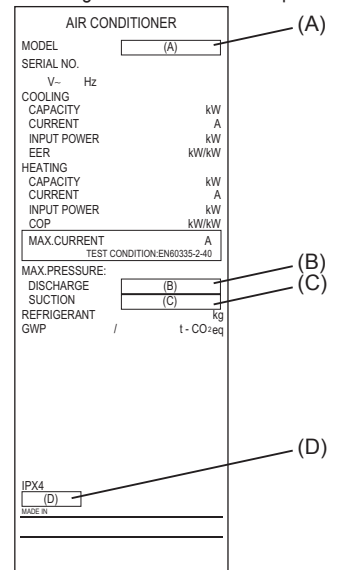 AIR CONDITIONER
(A)
MODEL (A)
SERIAL NO.
V~ Hz
COOLING
CAPACITY kW
CURRENT A
INPUT POWER kW
EER kW/kW
HEATING
CAPACITY kW
CURRENT A
INPUT POWER kW
COP kW/kW
MAX.CURRENT A
TEST CONDITION:EN60335-2-40
MAX.PRESSURE:
(B)
DISCHARGE (B)
(C)
SUCTION (C)
REFRIGERANT kg
GWP / t - CO2eq
(D)
IPX4
(D)
MADE IN